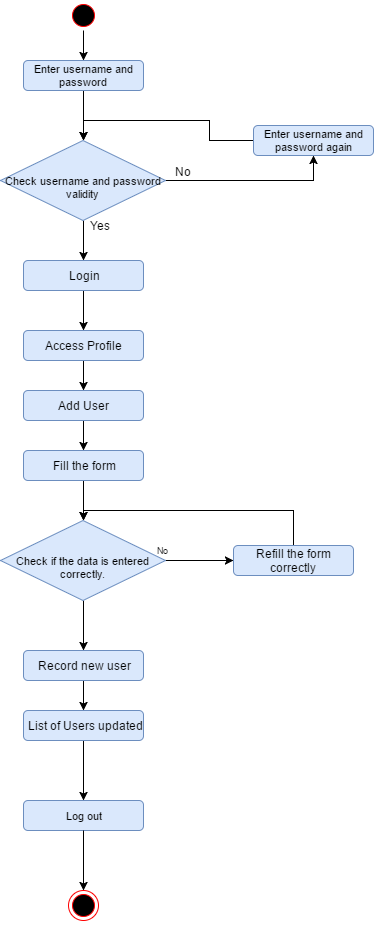 Enter username and
password
Enter username and
password again
Check username and password
validity
No
Yes
Login
Access Profile
Add User
Fill the form
Check if the data is entered
correctly.
No
Refill the form
correctly
Record new user
List of Users updated
Log out